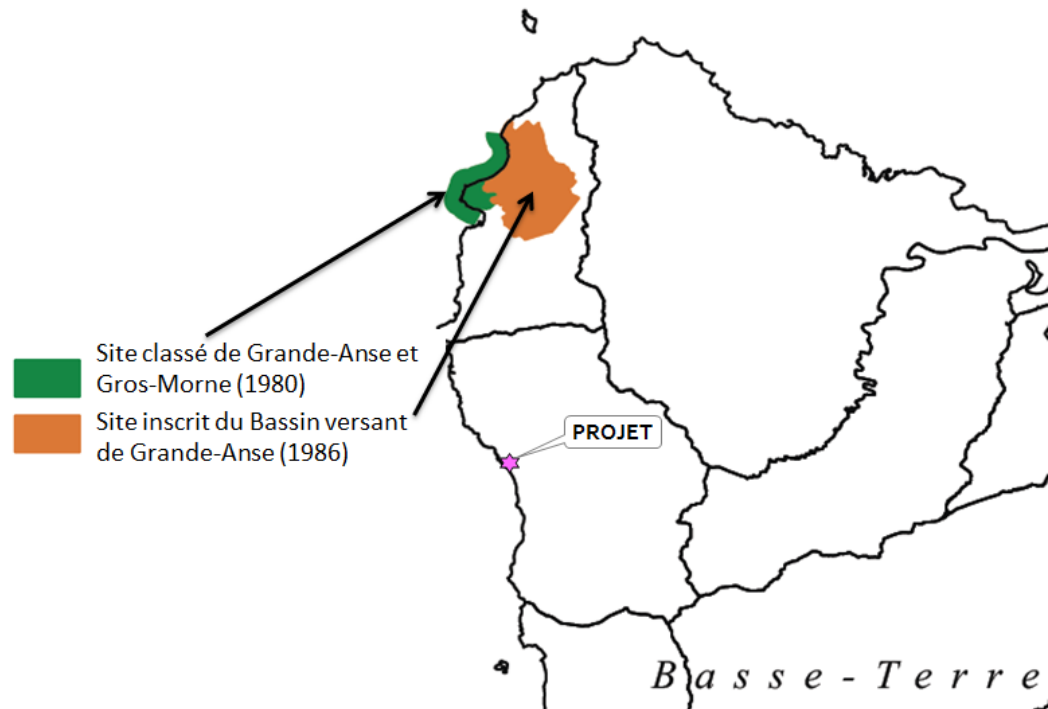 Site classé de Grande-Anse et
Gros-Morne (1980)
Site inscrit du Bassin versant
de Grande-Anse (1986)
PROJET
Basse-Terre